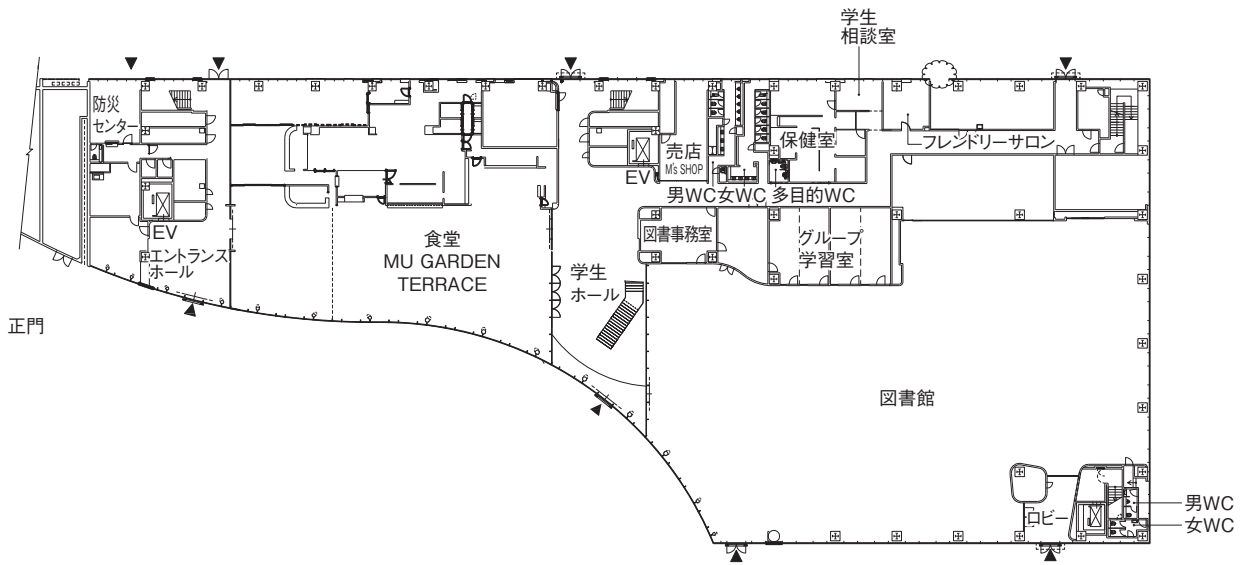 学生
相談室
防災
センター
売店
M's SHOP
保健室
フレンドリーサロン
EV
男WC
女WC
多目的WC
EV
エントランス
ホール
食堂
MU GARDEN
TERRACE
学生
ホール
図書事務室
グループ
学習室
正門
図書館
ロビー
男WC
女WC